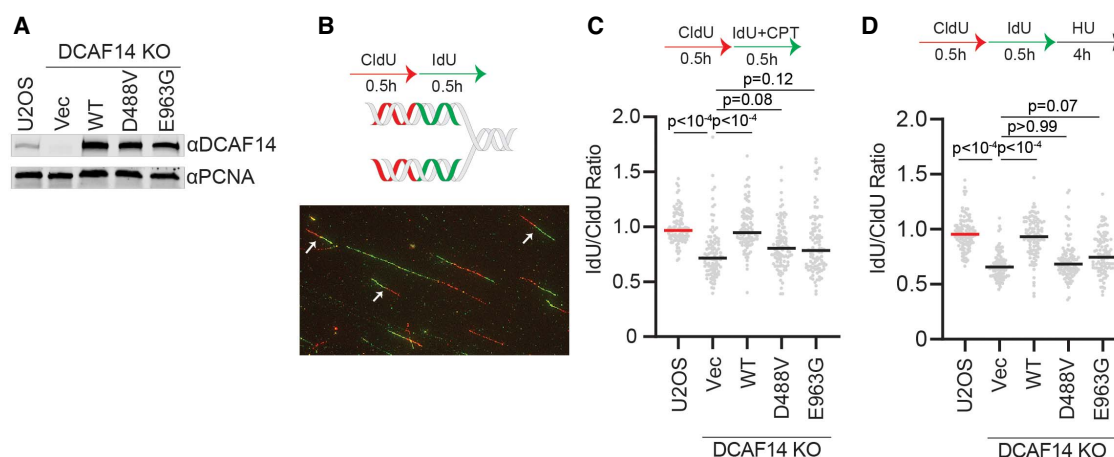 A
DCAF14 KO
U2OS
Vec
WT
D488V
E963G
αDCAF14
αPCNA
B
CldU
IdU
0.5h
0.5h
C
CldU
IdU+CPT
0.5h
0.5h
p=0.12
p=0.08
p<10⁻⁴
p<10⁻⁴
IdU/CldU Ratio
2.0
1.5
1.0
0.5
0
U2OS
Vec
WT
D488V
E963G
DCAF14 KO
D
CldU
IdU
HU
0.5h
0.5h
4h
p=0.07
p>0.99
p<10⁻⁴
p<10⁻⁴
IdU/CldU Ratio
2.0
1.5
1.0
0.5
0
U2OS
Vec
WT
D488V
E963G
DCAF14 KO